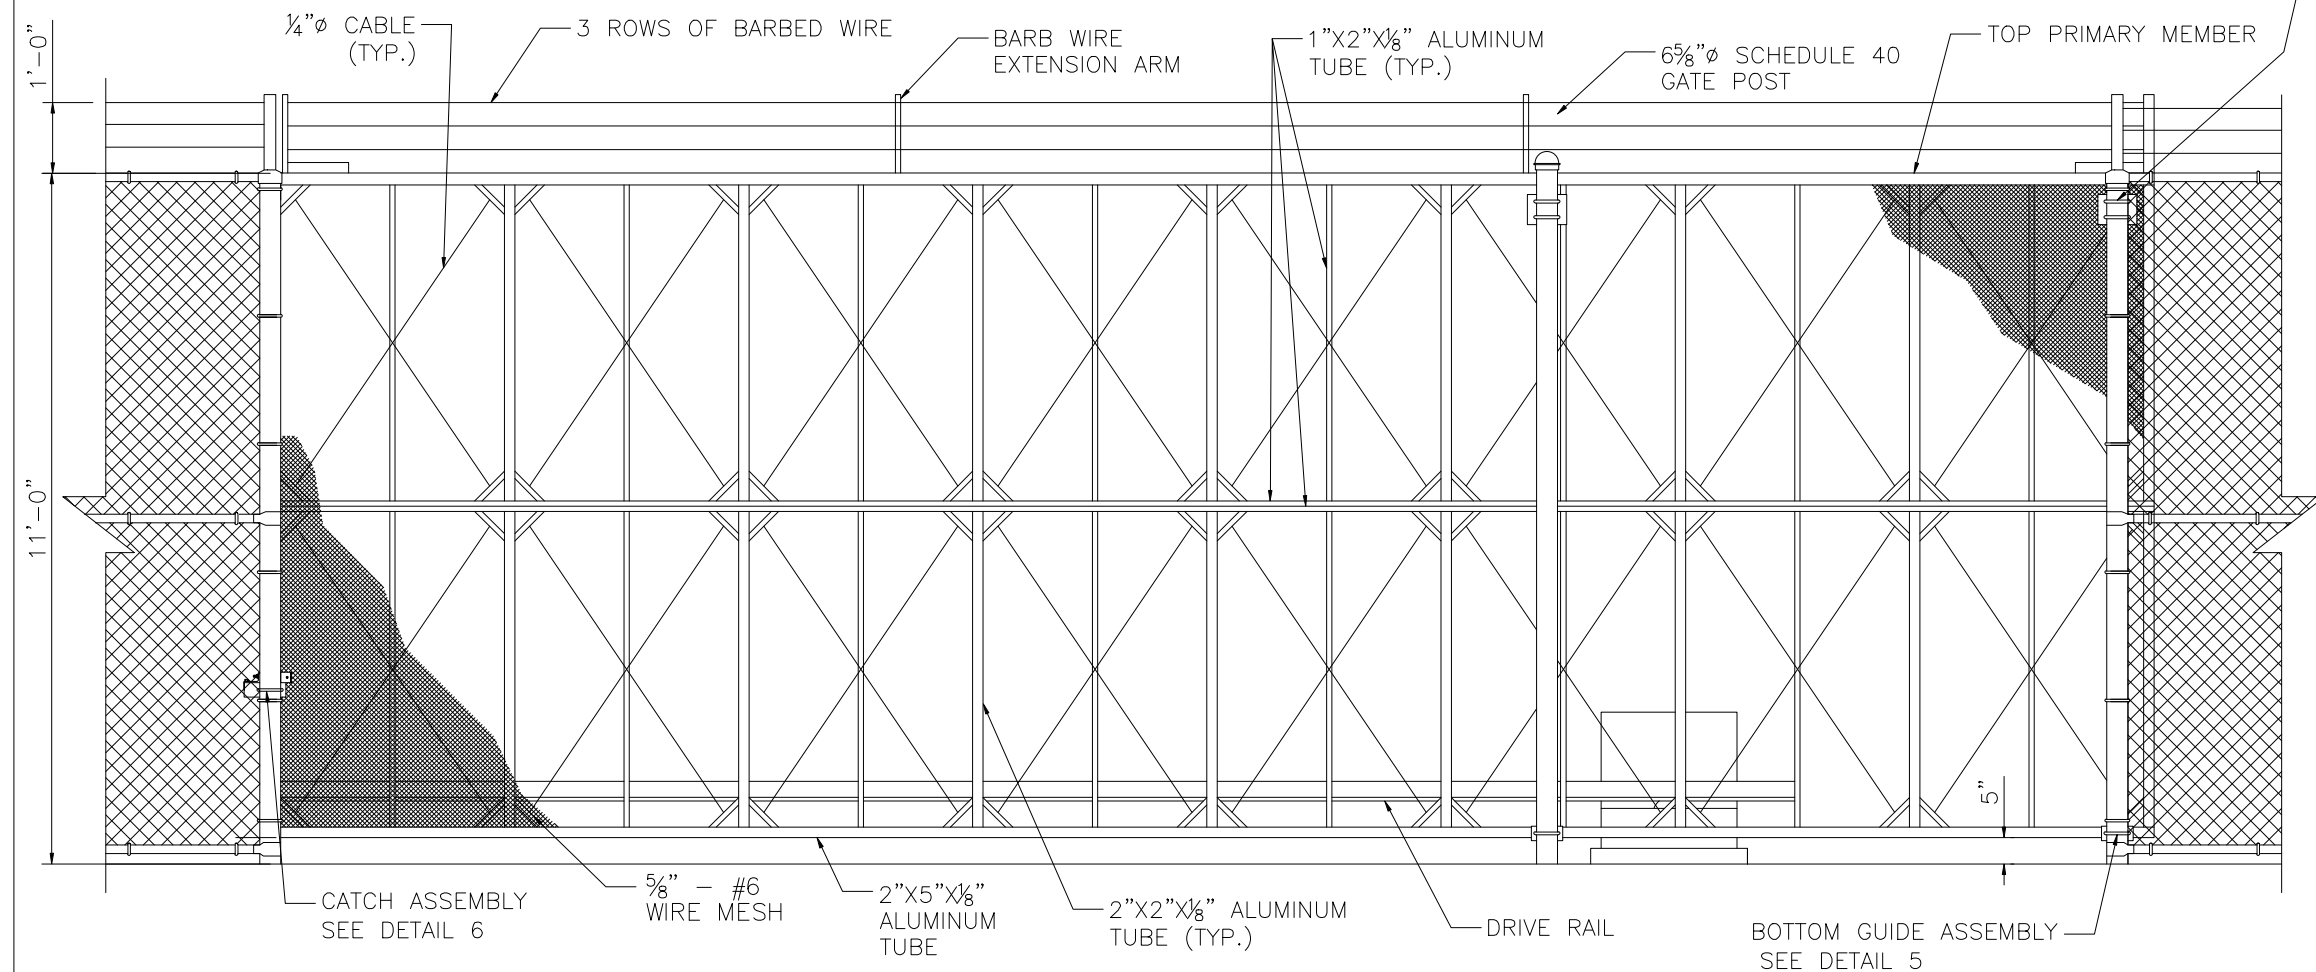 ¼"ø CABLE
(TYP.)
3 ROWS OF BARBED WIRE
BARB WIRE
EXTENSION ARM
1"X2"X⅛" ALUMINUM
TUBE (TYP.)
6⅝"ø SCHEDULE 40
GATE POST
TOP PRIMARY MEMBER
1'-0"
11'-0"
5"
CATCH ASSEMBLY
SEE DETAIL 6
⅝" - #6
WIRE MESH
2"X5"X⅛"
ALUMINUM
TUBE
2"X2"X⅛" ALUMINUM
TUBE (TYP.)
DRIVE RAIL
BOTTOM GUIDE ASSEMBLY
SEE DETAIL 5